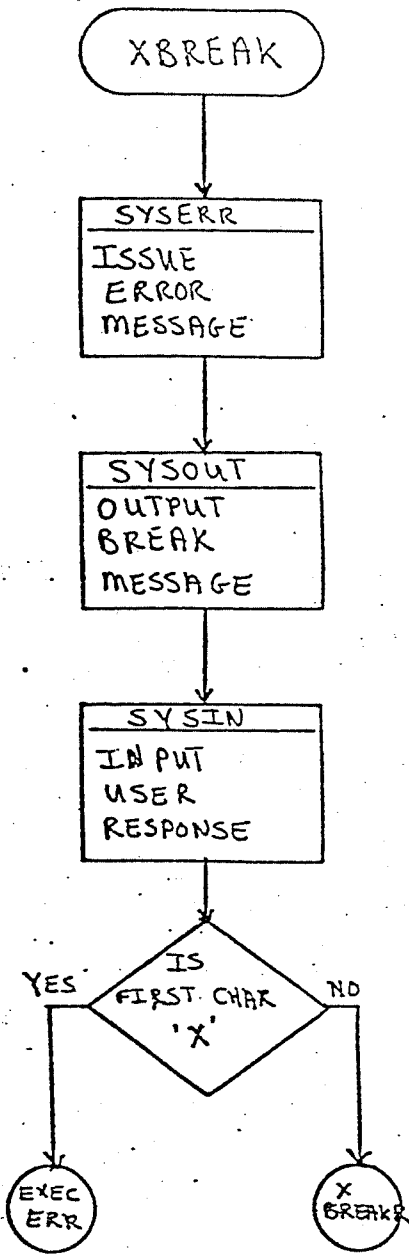 XBREAK
SYSERR
ISSUE
ERROR
MESSAGE
SYSOUT
OUTPUT
BREAK
MESSAGE
SYSIN
INPUT
USER
RESPONSE
IS
FIRST CHAR
'X'
YES
NO
EXEC
ERR
X
BREAKR